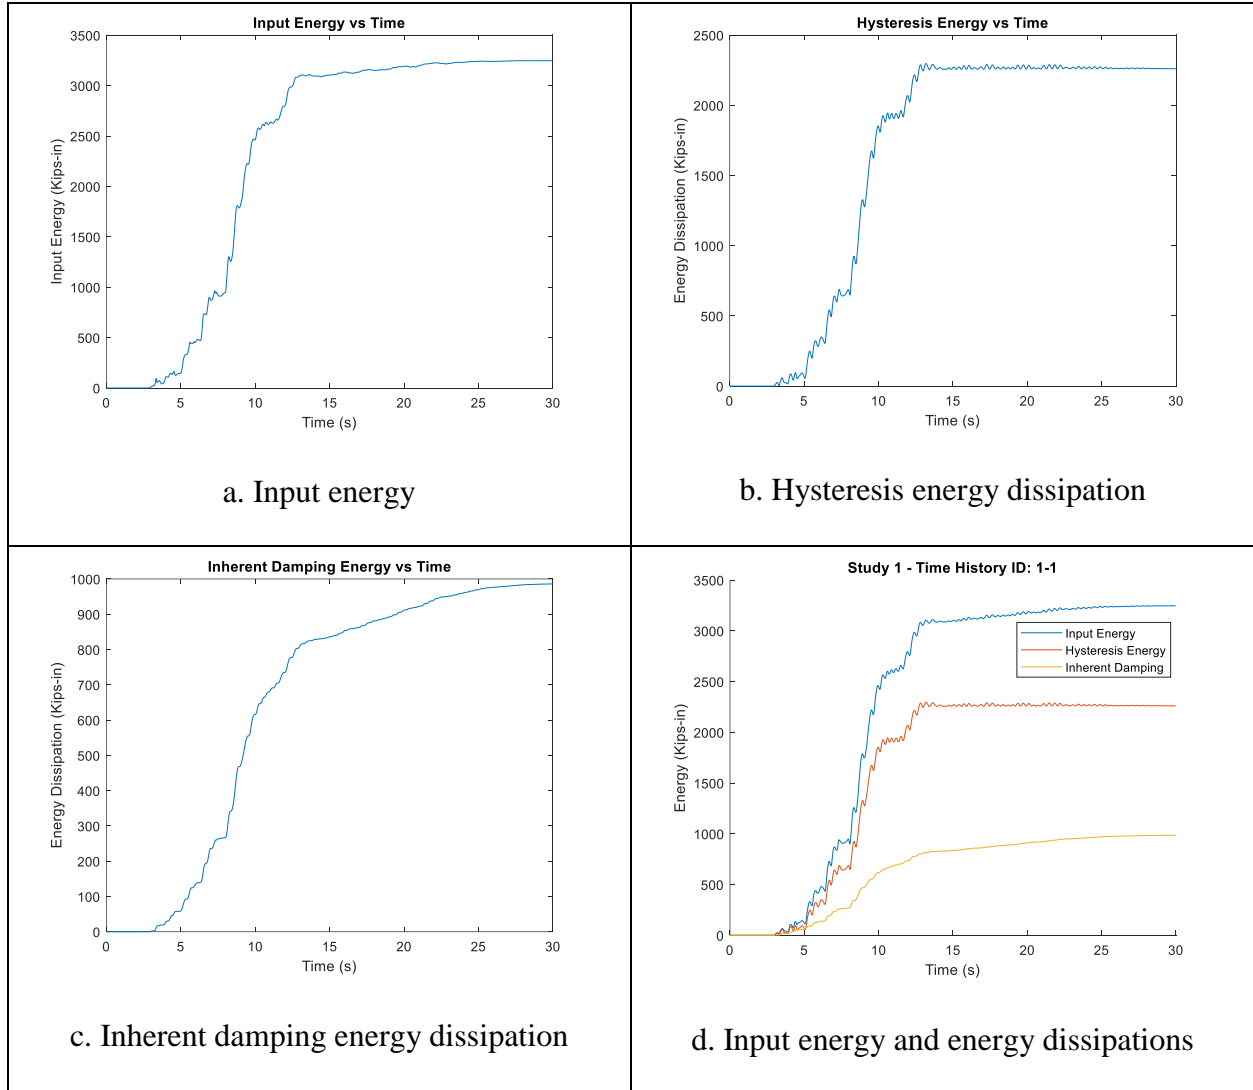 Input Energy vs Time
3500
3000
2500
2000
1500
1000
500
0
Input Energy (Kips-in)
0 5 10 15 20 25 30
Time (s)
a. Input energy
Hysteresis Energy vs Time
2500
2000
1500
1000
500
0
Energy Dissipation (Kips-in)
0 5 10 15 20 25 30
Time (s)
b. Hysteresis energy dissipation
Inherent Damping Energy vs Time
1000
900
800
700
600
500
400
300
200
100
0
Energy Dissipation (Kips-in)
0 5 10 15 20 25 30
Time (s)
c. Inherent damping energy dissipation
Study 1 - Time History ID: 1-1
3500
3000
2500
2000
1500
1000
500
0
Energy (Kips-in)
Input Energy
Hysteresis Energy
Inherent Damping
0 5 10 15 20 25 30
Time (s)
d. Input energy and energy dissipations